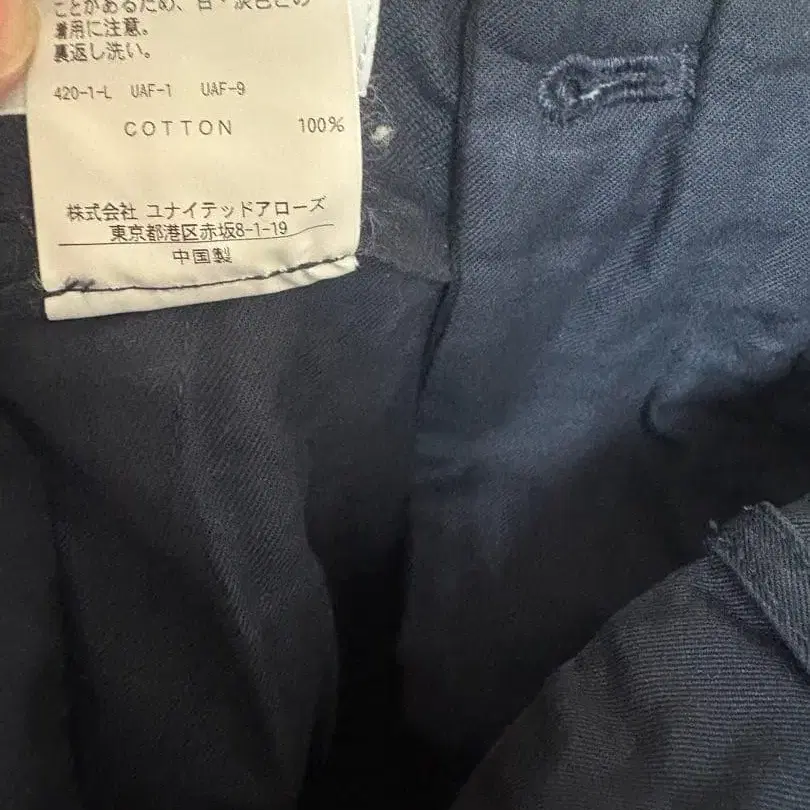 ことがあるため、白・淡色との
着用に注意。
裏返し洗い。
420-1-L UAF-1 UAF-9
COTTON 100%
株式会社 ユナイテッドアローズ
東京都港区赤坂8-1-19
中国製